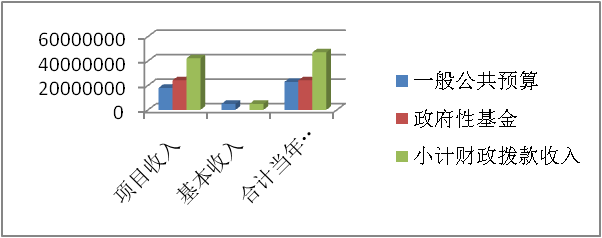 60000000
40000000
20000000
0
项目收入
基本收入
合计当年..
一般公共预算
政府性基金
小计财政拨款收入